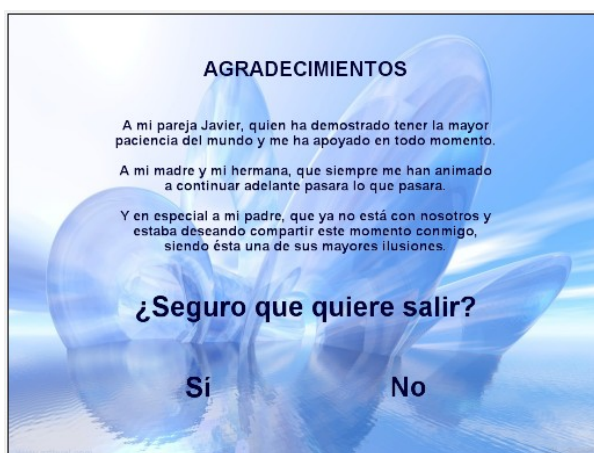 AGRADECIMIENTOS
A mi pareja Javier, quien ha demostrado tener la mayor
paciencia del mundo y me ha apoyado en todo momento.
A mi madre y mi hermana, que siempre me han animado
a continuar adelante pasara lo que pasara.
Y en especial a mi padre, que ya no está con nosotros y
estaba deseando compartir este momento conmigo,
siendo ésta una de sus mayores ilusiones.
¿Seguro que quiere salir?
Sí No